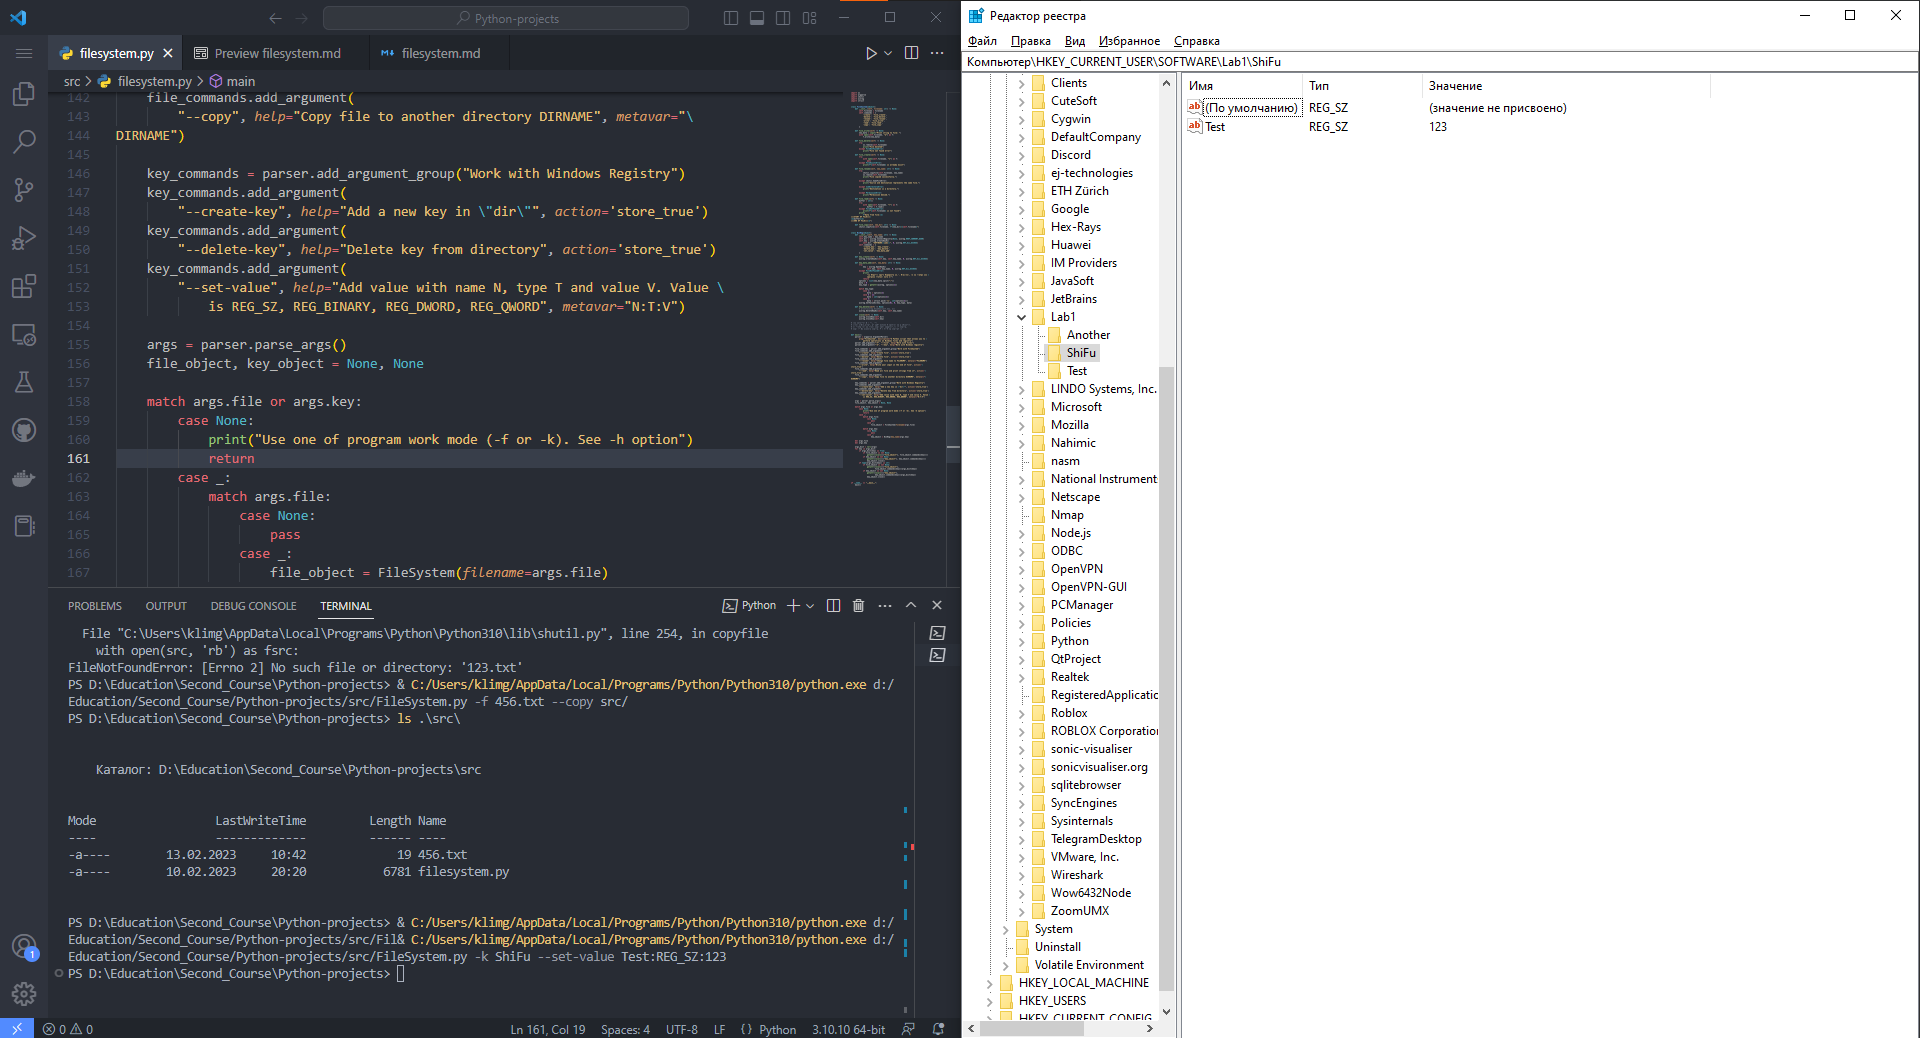 Python-projects
filesystem.py
Preview filesystem.md
filesystem.md
src > filesystem.py > main
142 file_commands.add_argument(
143 "--copy", help="Copy file to another directory DIRNAME", metavar="\
144 DIRNAME")
145
146 key_commands = parser.add_argument_group("Work with Windows Registry")
147 key_commands.add_argument(
148 "--create-key", help="Add a new key in \"dir\"", action='store_true')
149 key_commands.add_argument(
150 "--delete-key", help="Delete key from directory", action='store_true')
151 key_commands.add_argument(
152 "--set-value", help="Add value with name N, type T and value V. Value \
153 is REG_SZ, REG_BINARY, REG_DWORD, REG_QWORD", metavar="N:T:V")
154
155 args = parser.parse_args()
156 file_object, key_object = None, None
157
158 match args.file or args.key:
159 case None:
160 print("Use one of program work mode (-f or -k). See -h option")
161 return
162 case _:
163 match args.file:
164 case None:
165 pass
166 case _:
167 file_object = FileSystem(filename=args.file)
PROBLEMS OUTPUT DEBUG CONSOLE TERMINAL
Python
File "C:\Users\klimg\AppData\Local\Programs\Python\Python310\lib\shutil.py", line 254, in copyfile
with open(src, 'rb') as fsrc:
FileNotFoundError: [Errno 2] No such file or directory: '123.txt'
PS D:\Education\Second_Course\Python-projects> & C:/Users/klimg/AppData/Local/Programs/Python/Python310/python.exe d:/
Education/Second_Course/Python-projects/src/FileSystem.py -f 456.txt --copy src/
PS D:\Education\Second_Course\Python-projects> ls .\src\
Каталог: D:\Education\Second_Course\Python-projects\src
Mode LastWriteTime Length Name
---- ------------- ------ ----
-a---- 13.02.2023 10:42 19 456.txt
-a---- 10.02.2023 20:20 6781 filesystem.py
PS D:\Education\Second_Course\Python-projects> & C:/Users/klimg/AppData/Local/Programs/Python/Python310/python.exe d:/
Education/Second_Course/Python-projects/src/Fil& C:/Users/klimg/AppData/Local/Programs/Python/Python310/python.exe d:/
Education/Second_Course/Python-projects/src/FileSystem.py -k ShiFu --set-value Test:REG_SZ:123
PS D:\Education\Second_Course\Python-projects>
1
0 0
Ln 161, Col 19 Spaces: 4 UTF-8 LF {} Python 3.10.10 64-bit
Редактор реестра
Файл Правка Вид Избранное Справка
Компьютер\HKEY_CURRENT_USER\SOFTWARE\Lab1\ShiFu
Clients
CuteSoft
Cygwin
DefaultCompany
Discord
ej-technologies
ETH Zürich
Google
Hex-Rays
Huawei
IM Providers
JavaSoft
JetBrains
Lab1
Another
ShiFu
Test
LINDO Systems, Inc.
Microsoft
Mozilla
Nahimic
nasm
National Instrument
Netscape
Nmap
Node.js
ODBC
OpenVPN
OpenVPN-GUI
PCManager
Policies
Python
QtProject
Realtek
RegisteredApplicatic
Roblox
ROBLOX Corporation
sonic-visualiser
sonicvisualiser.org
sqlitebrowser
SyncEngines
Sysinternals
TelegramDesktop
VMware, Inc.
Wireshark
Wow6432Node
ZoomUMX
System
Uninstall
Volatile Environment
HKEY_LOCAL_MACHINE
HKEY_USERS
HKEY_CURRENT_CONFIG
Имя Тип Значение
(По умолчанию) REG_SZ (значение не присвоено)
Test REG_SZ 123